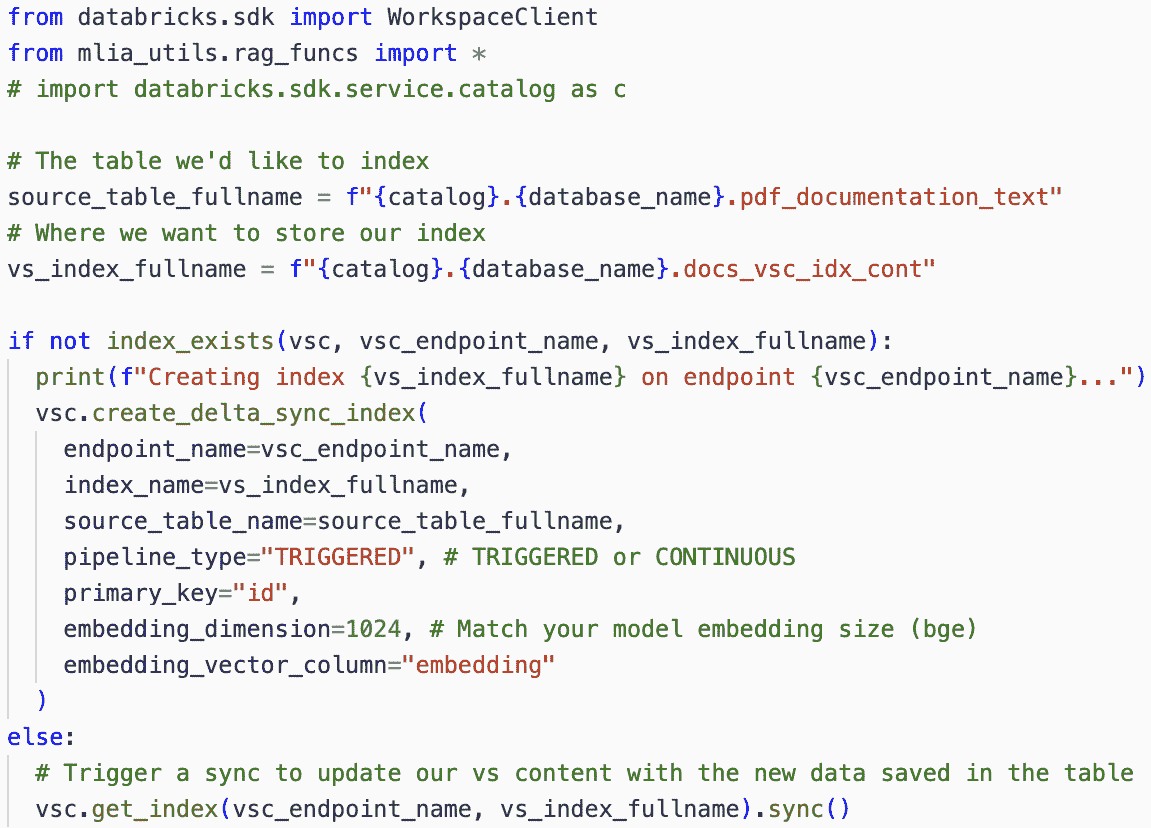 from databricks.sdk import WorkspaceClient
from mlia_utils.rag_funcs import *
# import databricks.sdk.service.catalog as c

# The table we'd like to index
source_table_fullname = f"{catalog}.{database_name}.pdf_documentation_text"
# Where we want to store our index
vs_index_fullname = f"{catalog}.{database_name}.docs_vsc_idx_cont"

if not index_exists(vsc, vsc_endpoint_name, vs_index_fullname):
  print(f"Creating index {vs_index_fullname} on endpoint {vsc_endpoint_name}...")
  vsc.create_delta_sync_index(
    endpoint_name=vsc_endpoint_name,
    index_name=vs_index_fullname,
    source_table_name=source_table_fullname,
    pipeline_type="TRIGGERED", # TRIGGERED or CONTINUOUS
    primary_key="id",
    embedding_dimension=1024, # Match your model embedding size (bge)
    embedding_vector_column="embedding"
  )
else:
  # Trigger a sync to update our vs content with the new data saved in the table
  vsc.get_index(vsc_endpoint_name, vs_index_fullname).sync()